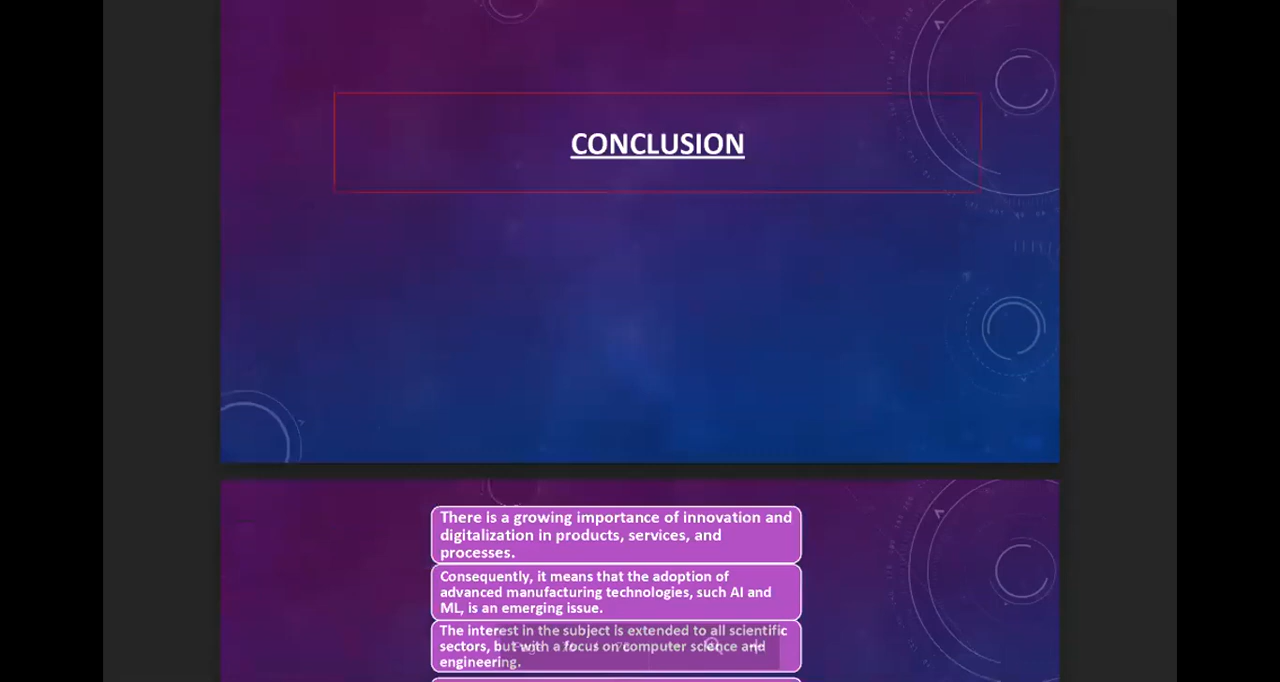 CONCLUSION
There is a growing importance of innovation and
digitalization in products, services, and
processes.
Consequently, it means that the adoption of
advanced manufacturing technologies, such AI and
ML, is an emerging issue.
The interest in the subject is extended to all scientific
sectors, but with a focus on computer science and
engineering.
Page